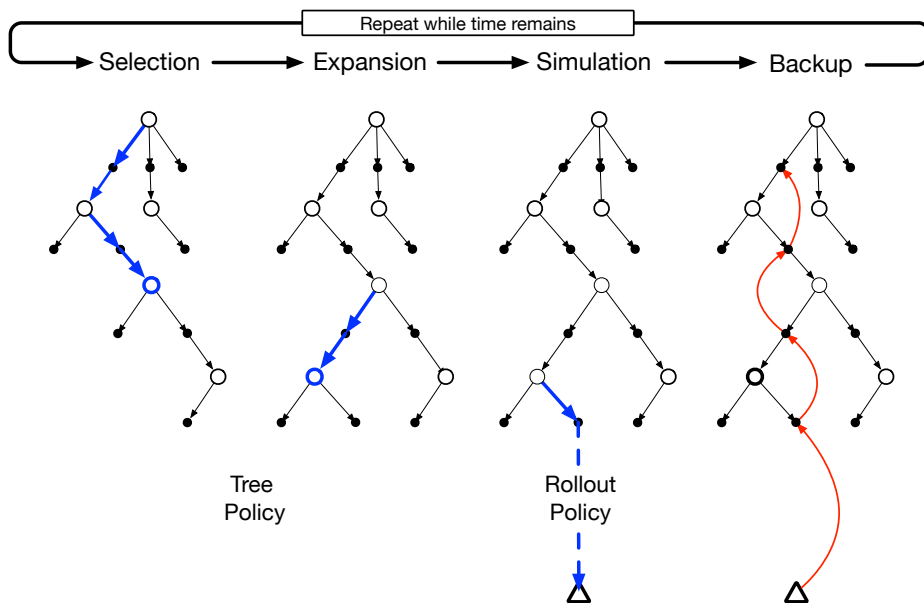 Repeat while time remains
Selection
Expansion
Simulation
Backup
Tree
Policy
Rollout
Policy